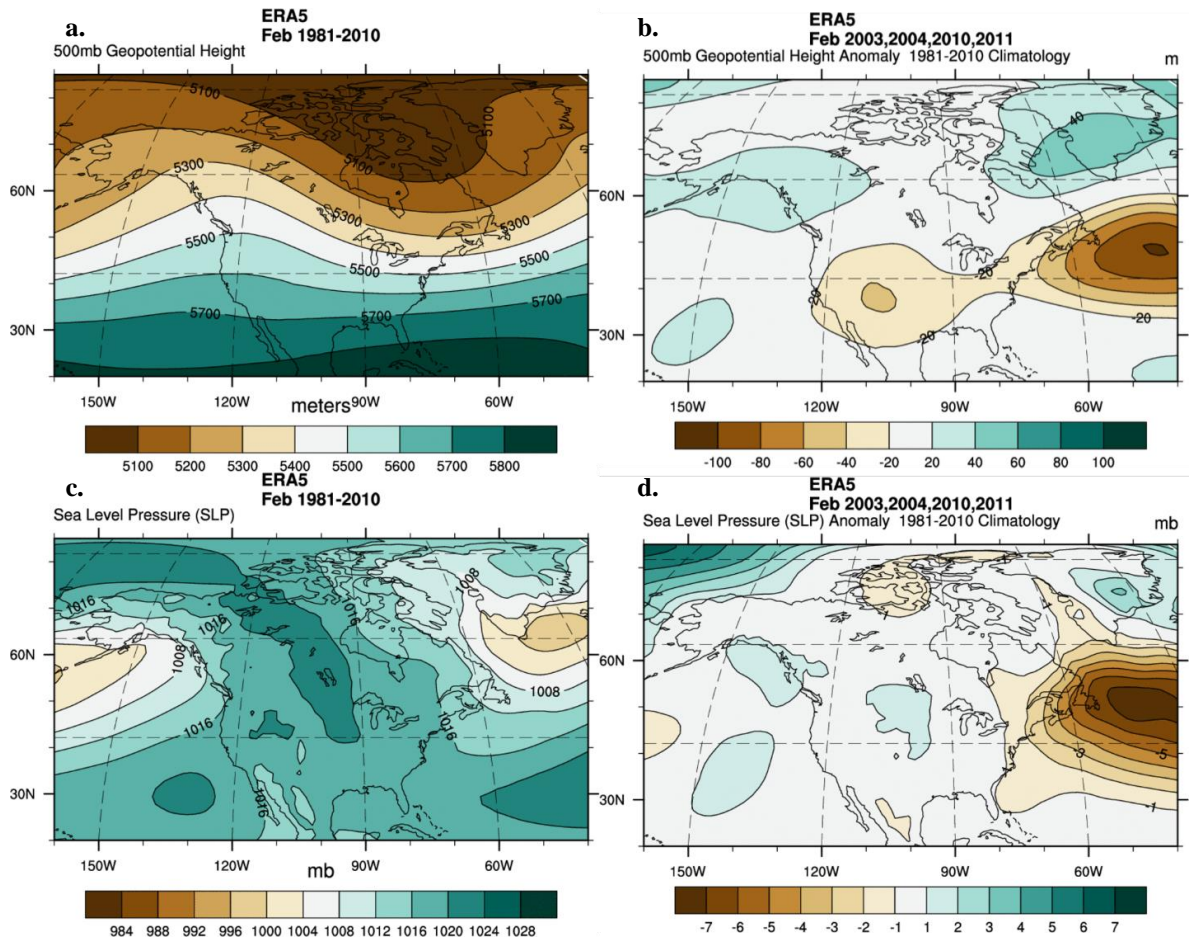 a.
ERA5
Feb 1981-2010
500mb Geopotential Height
5100
5100
5100
5300
5300
5300
5500
5500
5700
5700
60N
30N
150W
120W
meters
90W
60W
5100 5200 5300 5400 5500 5600 5700 5800
b.
ERA5
Feb 2003,2004,2010,2011
500mb Geopotential Height Anomaly 1981-2010 Climatology
m
-40
-20
-20
-20
-20
60N
30N
150W
120W
90W
60W
-100 -80 -60 -40 -20 20 40 60 80 100
c.
ERA5
Feb 1981-2010
Sea Level Pressure (SLP)
1016
1016
1016
1008
1008
1008
1016
1016
1016
60N
30N
150W
120W
90W
60W
mb
984 988 992 996 1000 1004 1008 1012 1016 1020 1024 1028
d.
ERA5
Feb 2003,2004,2010,2011
Sea Level Pressure (SLP) Anomaly 1981-2010 Climatology
mb
-5
-1
60N
30N
150W
120W
90W
60W
-7 -6 -5 -4 -3 -2 -1 1 2 3 4 5 6 7